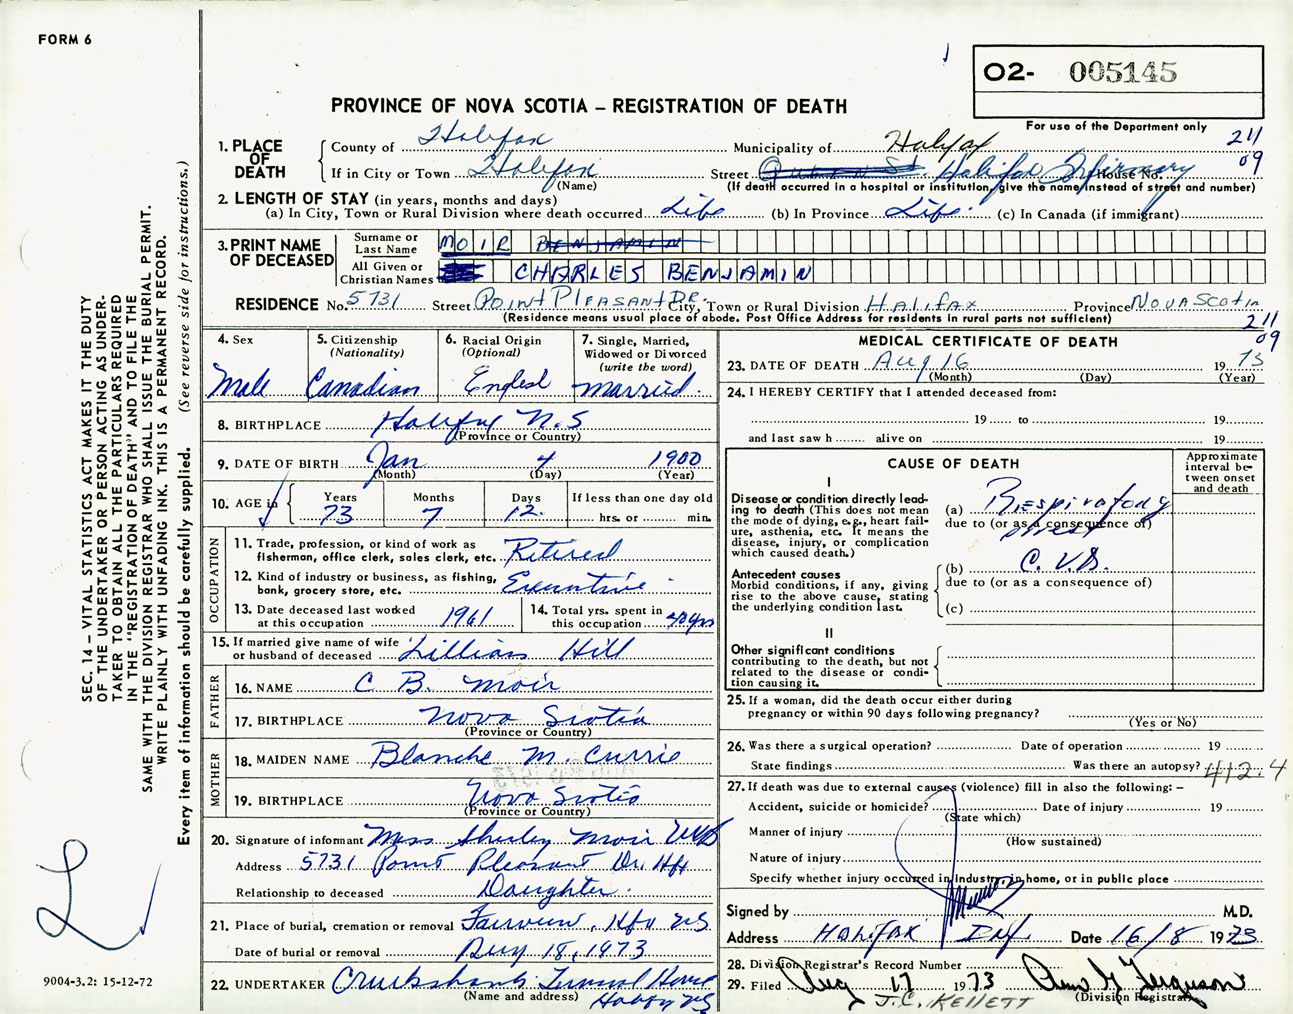 FORM 6
O2- 005145
PROVINCE OF NOVA SCOTIA – REGISTRATION OF DEATH
For use of the Department only
211
09
1. PLACE OF DEATH
County of Halifax Municipality of Halifax
If in City or Town Halifax Street Halifax Infirmary House No.
(Name) (If death occurred in a hospital or institution, give the name instead of street and number)
2. LENGTH OF STAY (in years, months and days)
(a) In City, Town or Rural Division where death occurred Life (b) In Province Life. (c) In Canada (if immigrant)
3. PRINT NAME OF DECEASED
Surname or Last Name MOIR BENJAMIN
All Given or Christian Names CHARLES BENJAMIN
RESIDENCE No. 5731 Street POINT PLEASANT DR. City, Town or Rural Division HALIFAX Province NOVA SCOTIA
(Residence means usual place of abode. Post Office Address for residents in rural parts not sufficient)
211
09
4. Sex Male
5. Citizenship (Nationality) Canadian
6. Racial Origin (Optional) English
7. Single, Married, Widowed or Divorced (write the word) Married.
8. BIRTHPLACE Halifax N.S
(Province or Country)
9. DATE OF BIRTH Jan 4 1900
(Month) (Day) (Year)
10. AGE in Years 73 Months 7 Days 12. If less than one day old hrs. or min.
OCCUPATION
11. Trade, profession, or kind of work as fisherman, office clerk, sales clerk, etc. Retired
12. Kind of industry or business, as fishing, bank, grocery store, etc. Executive.
13. Date deceased last worked at this occupation 1961
14. Total yrs. spent in this occupation 40 yrs
15. If married give name of wife or husband of deceased Lillian Hill
FATHER
16. NAME C B. Moir
17. BIRTHPLACE Nova Scotia
(Province or Country)
MOTHER
18. MAIDEN NAME Blanche M. Currie
19. BIRTHPLACE Nova Scotia
(Province or Country)
20. Signature of informant Miss Shirley Moir
Address 5731 Point Pleasant Dr. Hfx
Relationship to deceased Daughter.
21. Place of burial, cremation or removal Fairview, Hfx NS
Date of burial or removal Aug 18, 1973
22. UNDERTAKER Cruikshanks Funeral Home
(Name and address) Halifax NS
MEDICAL CERTIFICATE OF DEATH
23. DATE OF DEATH Aug 16 1973
(Month) (Day) (Year)
24. I HEREBY CERTIFY that I attended deceased from:
19 to 19
and last saw h alive on 19
CAUSE OF DEATH
Approximate interval between onset and death
I
Disease or condition directly leading to death (This does not mean the mode of dying, e.g., heart failure, asthenia, etc. It means the disease, injury, or complication which caused death.)
(a) Respiratory arrest
due to (or as a consequence of)
Antecedent causes
Morbid conditions, if any, giving rise to the above cause, stating the underlying condition last.
(b) C.V.D.
due to (or as a consequence of)
(c)
II
Other significant conditions contributing to the death, but not related to the disease or condition causing it.
25. If a woman, did the death occur either during pregnancy or within 90 days following pregnancy?
(Yes or No)
26. Was there a surgical operation? Date of operation 19
State findings Was there an autopsy? 412.4
27. If death was due to external causes (violence) fill in also the following: –
Accident, suicide or homicide? Date of injury 19
(State which)
Manner of injury
(How sustained)
Nature of injury
Specify whether injury occurred in industry, in home, or in public place
Signed by M.D.
Address HALIFAX INF. Date 16/8 1973
28. Division Registrar's Record Number
29. Filed Aug 17 1973 Ferguson
(Division Registrar)
J.C. KELLETT
SEC. 14 – VITAL STATISTICS ACT MAKES IT THE DUTY
OF THE UNDERTAKER OR PERSON ACTING AS UNDER-
TAKER TO OBTAIN ALL THE PARTICULARS REQUIRED
IN THE "REGISTRATION OF DEATH" AND TO FILE THE
SAME WITH THE DIVISION REGISTRAR WHO SHALL ISSUE THE BURIAL PERMIT.
WRITE PLAINLY WITH UNFADING INK. THIS IS A PERMANENT RECORD.
Every item of information should be carefully supplied. (See reverse side for instructions.)
9004-3.2: 15-12-72